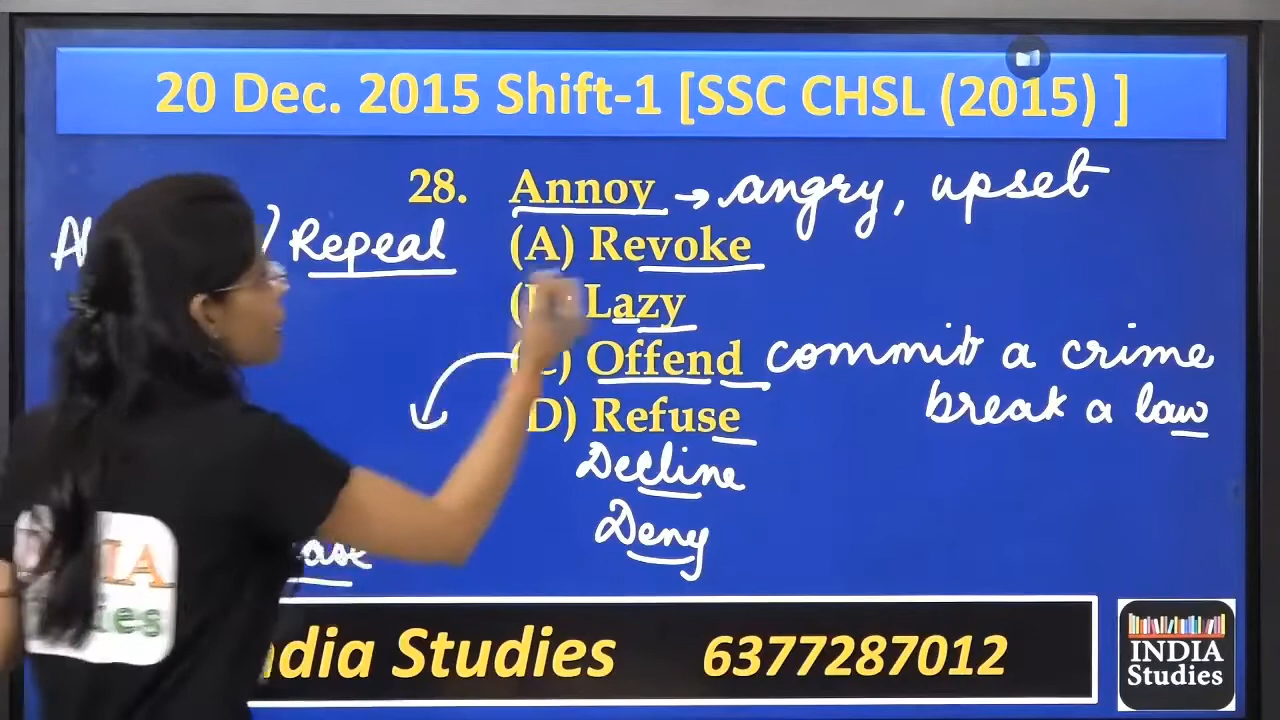 20 Dec. 2015 Shift-1 [SSC CHSL (2015) ]
28. Annoy → angry, upset
Repeal (A) Revoke
Lazy
Offend commit a crime
break a law
D) Refuse
Decline
Deny
India Studies 6377287012
INDIA
Studies